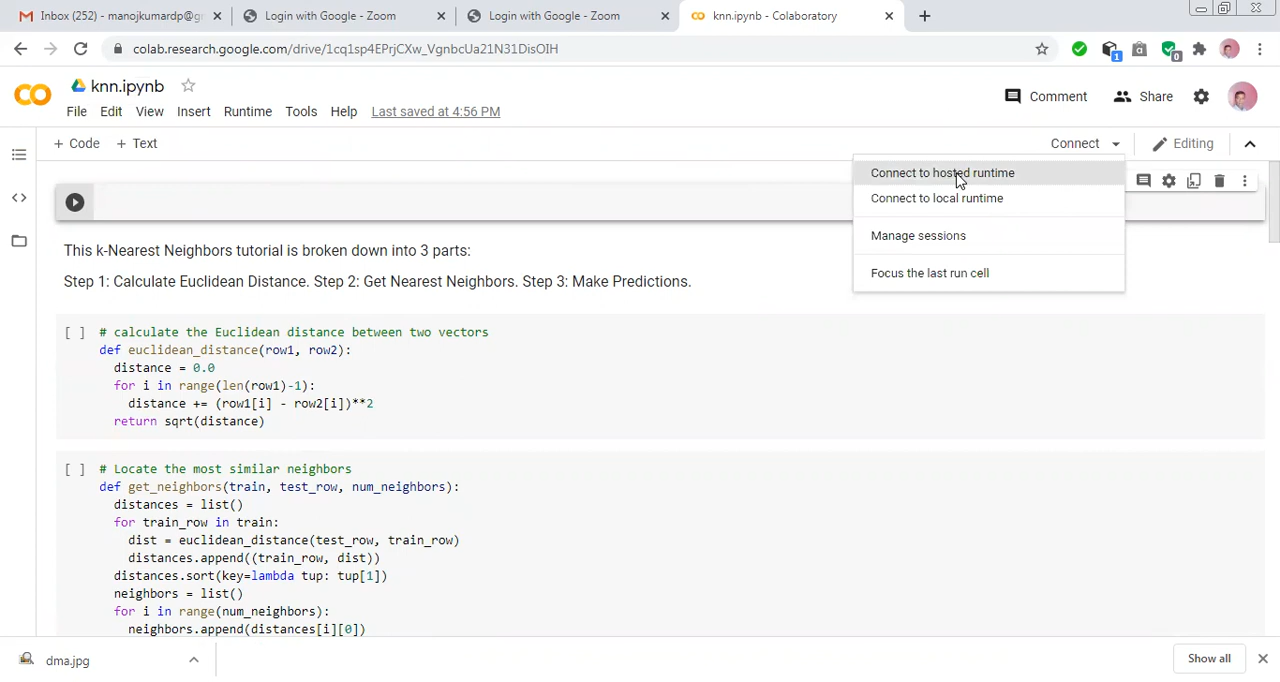 Inbox (252) - manojkumardp@g
Login with Google - Zoom
Login with Google - Zoom
knn.ipynb - Colaboratory
colab.research.google.com/drive/1cq1sp4EPrjCXw_VgnbcUa21N31DisOIH
1
0
knn.ipynb
Comment
Share
File Edit View Insert Runtime Tools Help Last saved at 4:56 PM
+ Code + Text
Connect
Editing
Connect to hosted runtime
Connect to local runtime
Manage sessions
Focus the last run cell
This k-Nearest Neighbors tutorial is broken down into 3 parts:
Step 1: Calculate Euclidean Distance. Step 2: Get Nearest Neighbors. Step 3: Make Predictions.
[ ] # calculate the Euclidean distance between two vectors
def euclidean_distance(row1, row2):
distance = 0.0
for i in range(len(row1)-1):
distance += (row1[i] - row2[i])**2
return sqrt(distance)
[ ] # Locate the most similar neighbors
def get_neighbors(train, test_row, num_neighbors):
distances = list()
for train_row in train:
dist = euclidean_distance(test_row, train_row)
distances.append((train_row, dist))
distances.sort(key=lambda tup: tup[1])
neighbors = list()
for i in range(num_neighbors):
neighbors.append(distances[i][0])
dma.jpg
Show all